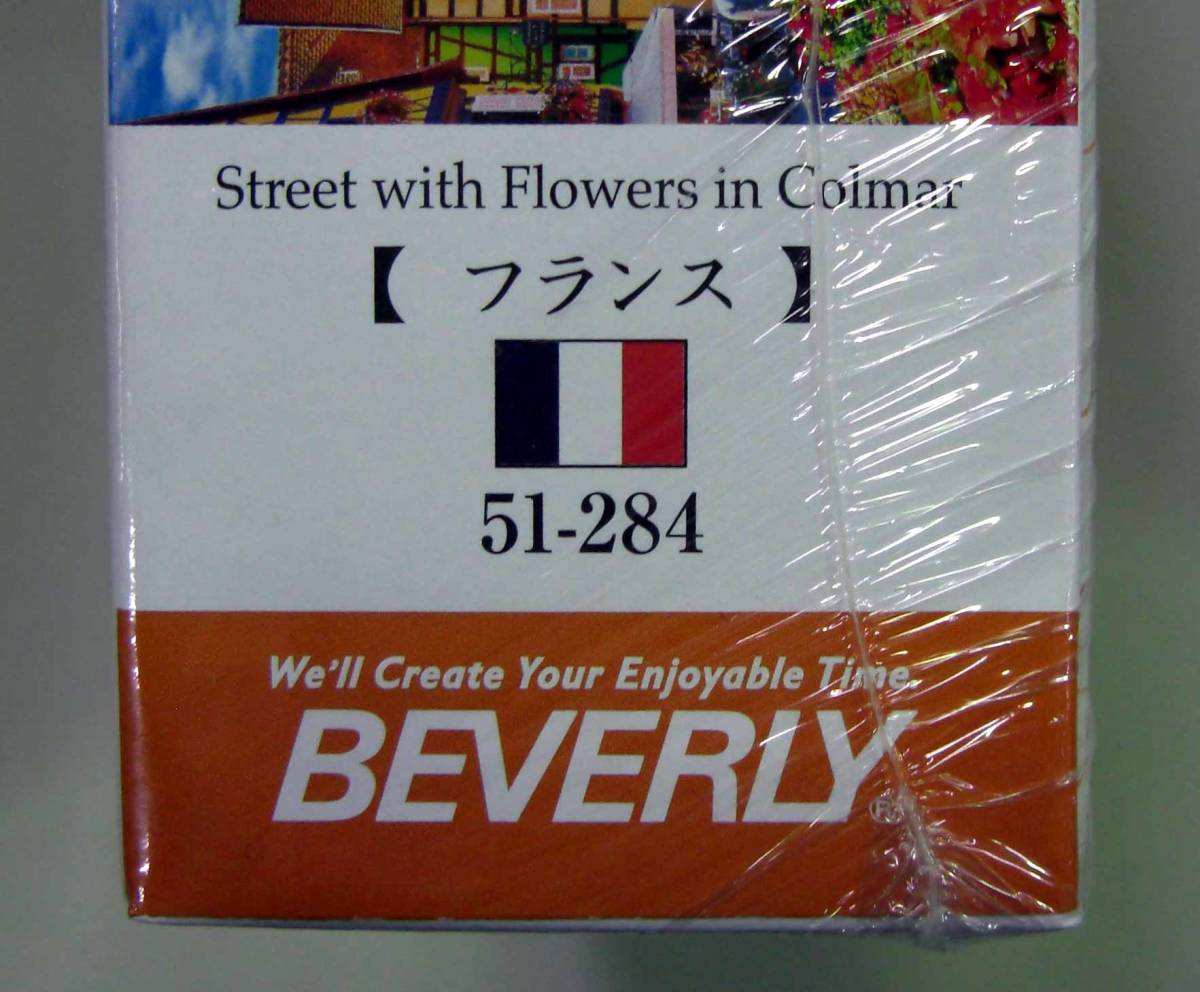 Street with Flowers in Colmar
【 フランス 】
51-284
We'll Create Your Enjoyable Time.
BEVERLY®